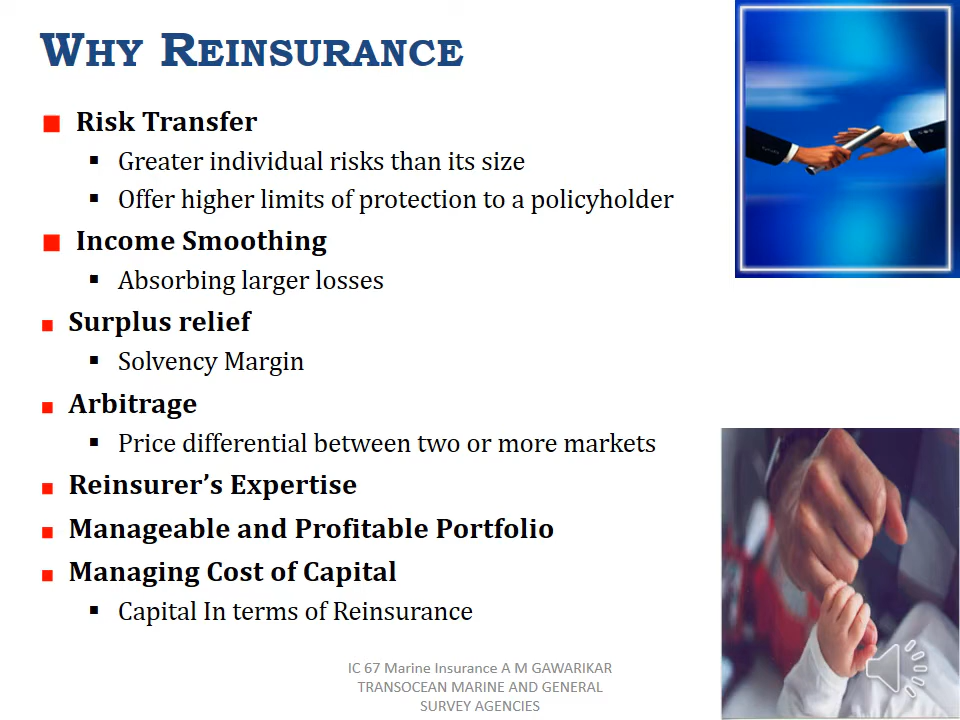 WHY REINSURANCE
Risk Transfer
Greater individual risks than its size
Offer higher limits of protection to a policyholder
Income Smoothing
Absorbing larger losses
Surplus relief
Solvency Margin
Arbitrage
Price differential between two or more markets
Reinsurer’s Expertise
Manageable and Profitable Portfolio
Managing Cost of Capital
Capital In terms of Reinsurance
IC 67 Marine Insurance A M GAWARIKAR
TRANSOCEAN MARINE AND GENERAL
SURVEY AGENCIES